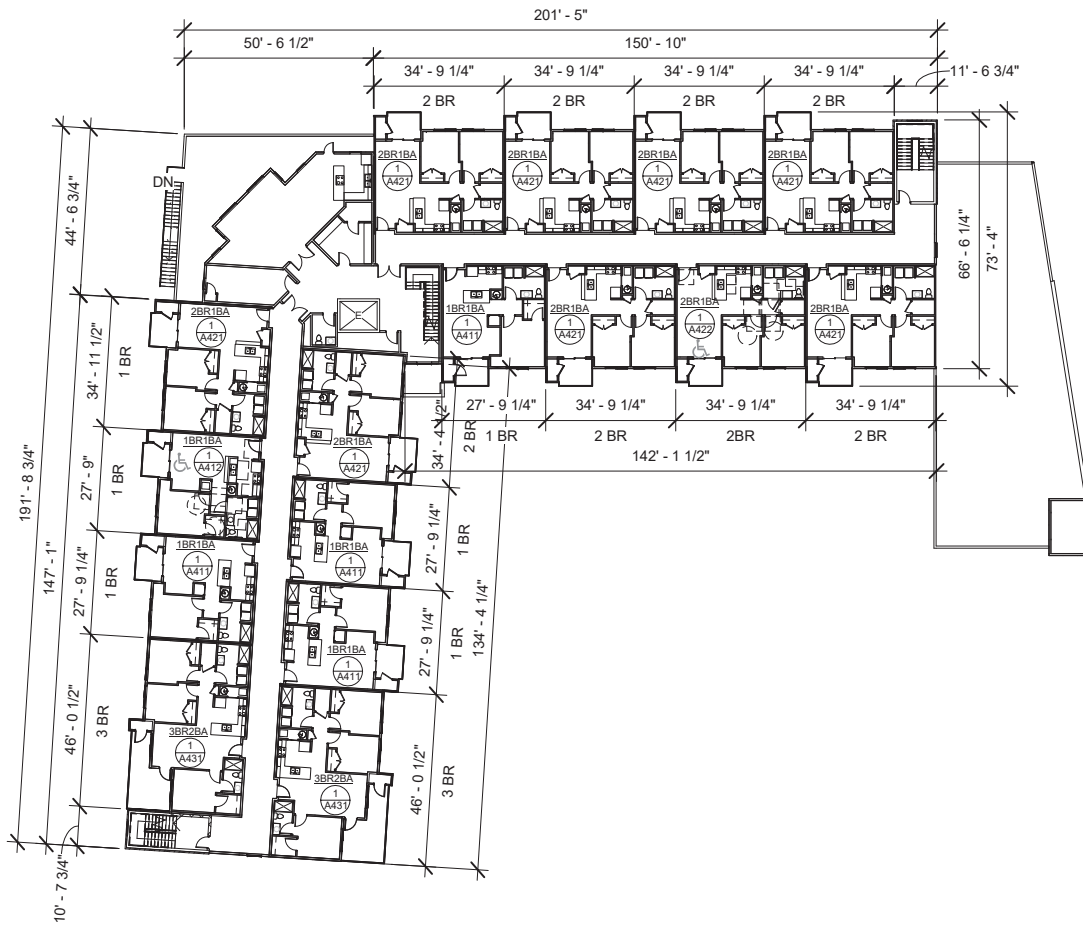 201' - 5"
50' - 6 1/2"
150' - 10"
34' - 9 1/4"
34' - 9 1/4"
34' - 9 1/4"
34' - 9 1/4"
11' - 6 3/4"
2 BR
2 BR
2 BR
2 BR
DN
2BR1BA
1
A421
2BR1BA
1
A421
2BR1BA
1
A421
2BR1BA
1
A421
44' - 6 3/4"
66' - 6 1/4"
73' - 4"
E
1BR1BA
1
A411
2BR1BA
1
A421
2BR1BA
1
A422
2BR1BA
1
A421
27' - 9 1/4"
34' - 9 1/4"
34' - 9 1/4"
34' - 9 1/4"
1 BR
2 BR
2BR
2 BR
142' - 1 1/2"
2BR1BA
1
A421
34' - 11 1/2"
1 BR
2BR1BA
1
A421
34' - 4 1/2"
2 BR
1BR1BA
1
A412
27' - 9"
1 BR
191' - 8 3/4"
147' - 1"
1BR1BA
1
A411
27' - 9 1/4"
1 BR
1BR1BA
1
A411
27' - 9 1/4"
1 BR
1BR1BA
1
A411
27' - 9 1/4"
1 BR
134' - 4 1/4"
3BR2BA
1
A431
46' - 0 1/2"
3 BR
3BR2BA
1
A431
46' - 0 1/2"
3 BR
10' - 7 3/4"